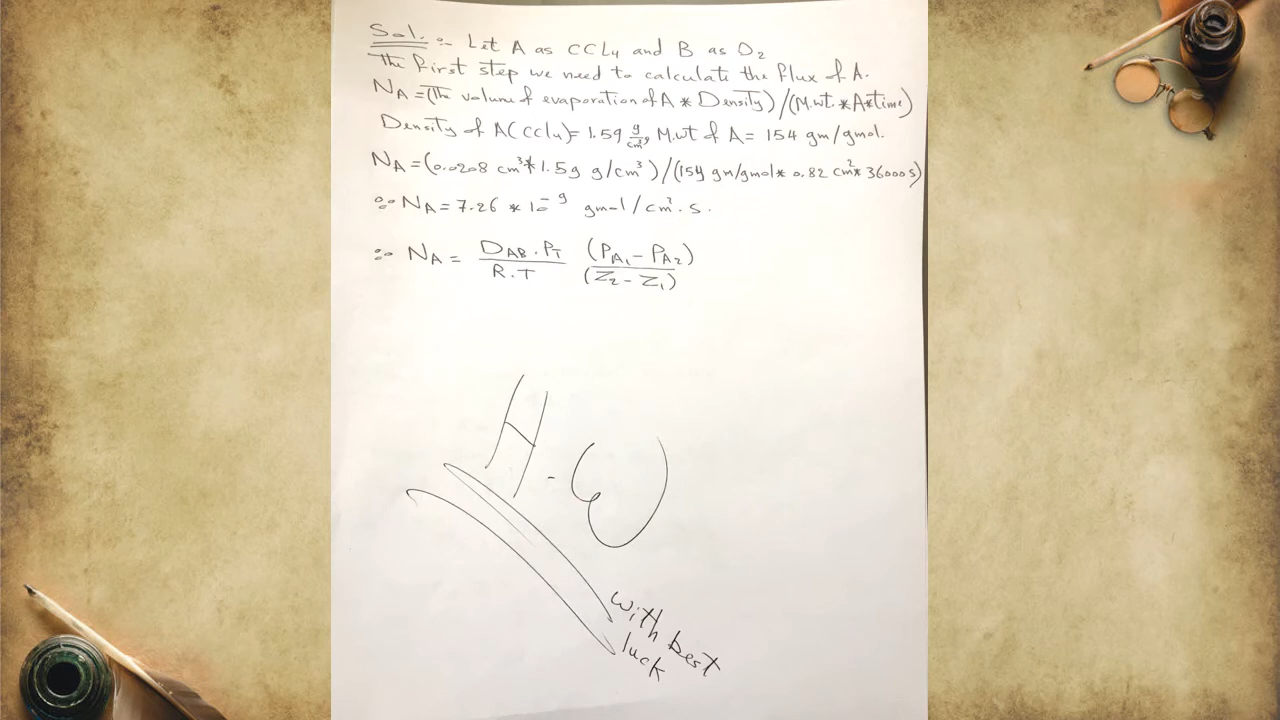 Sol. :- Let A as CCL4 and B as O2
The first step we need to calculate the flux of A.
NA = (The volume of evaporation of A * Density) / (M.wt. * A * time)
Density of A(CCl4) = 1.59 g/cm³, M.wt of A = 154 gm/gmol.
NA = (0.0208 cm³ * 1.59 g/cm³) / (154 gm/gmol * 0.82 cm² * 36000 s)
∵ NA = 7.26 * 10⁻⁹ gmol/cm².s.
∵ NA = DAB . PT / R.T (PA1 - PA2) / (Z2 - Z1)
H.W
with best
luck